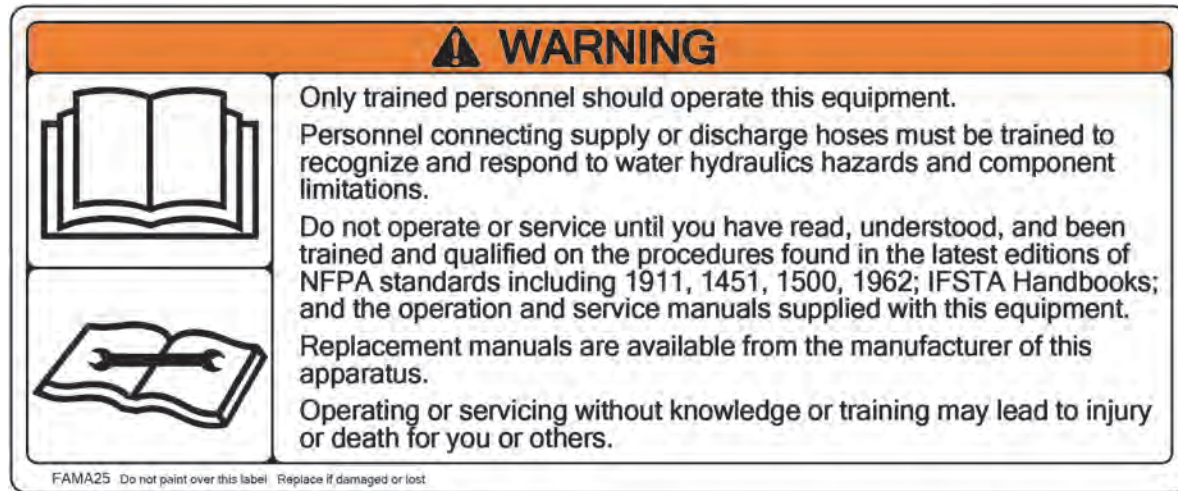 WARNING
Only trained personnel should operate this equipment.
Personnel connecting supply or discharge hoses must be trained to
recognize and respond to water hydraulics hazards and component
limitations.
Do not operate or service until you have read, understood, and been
trained and qualified on the procedures found in the latest editions of
NFPA standards including 1911, 1451, 1500, 1962; IFSTA Handbooks;
and the operation and service manuals supplied with this equipment.
Replacement manuals are available from the manufacturer of this
apparatus.
Operating or servicing without knowledge or training may lead to injury
or death for you or others.
FAMA25 Do not paint over this label Replace if damaged or lost